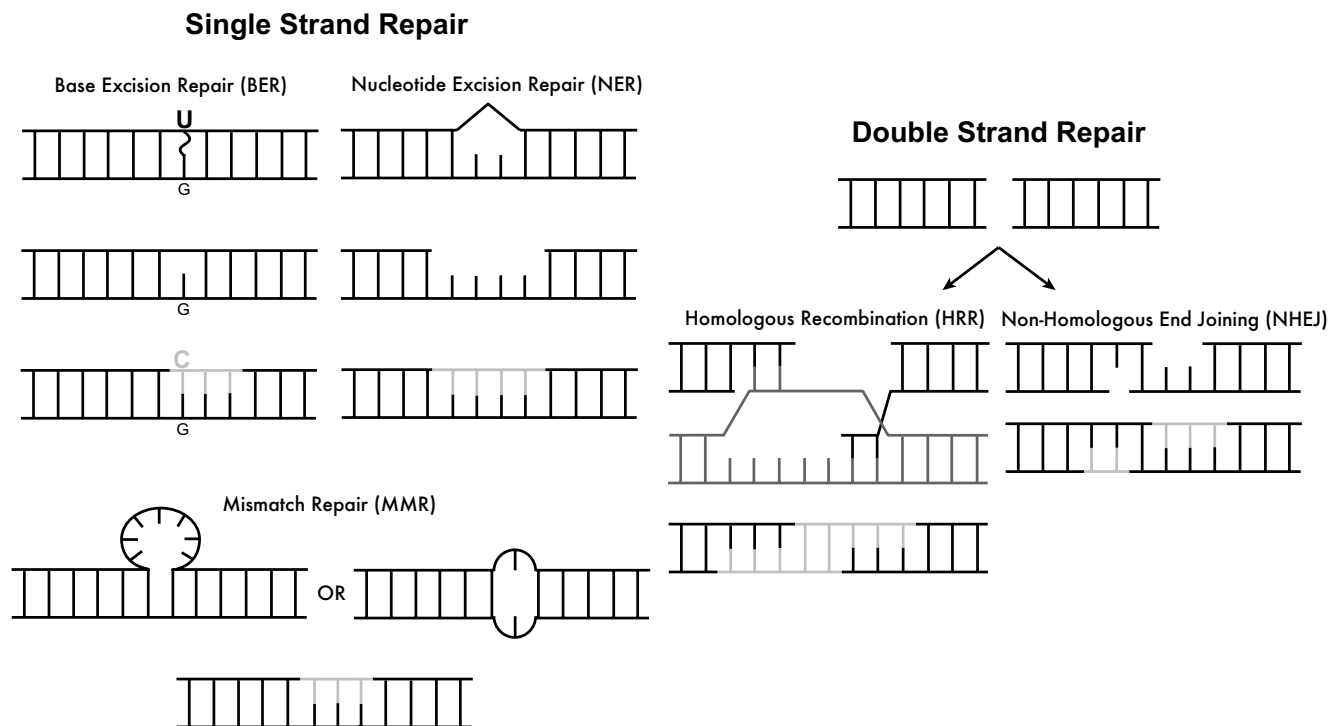 Single Strand Repair
Base Excision Repair (BER)
Nucleotide Excision Repair (NER)
U
G
G
C
G
Mismatch Repair (MMR)
OR
Double Strand Repair
Homologous Recombination (HRR)
Non-Homologous End Joining (NHEJ)